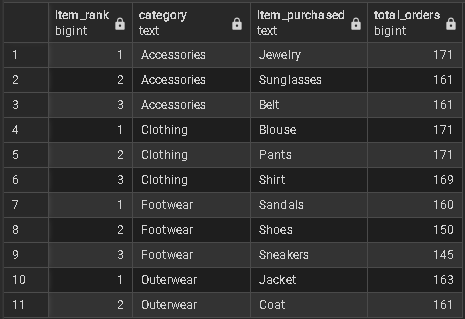 Item_rank category Item_purchased total_orders
bigint text text bigint
1 1 Accessories Jewelry 171
2 2 Accessories Sunglasses 161
3 3 Accessories Belt 161
4 1 Clothing Blouse 171
5 2 Clothing Pants 171
6 3 Clothing Shirt 169
7 1 Footwear Sandals 160
8 2 Footwear Shoes 150
9 3 Footwear Sneakers 145
10 1 Outerwear Jacket 163
11 2 Outerwear Coat 161